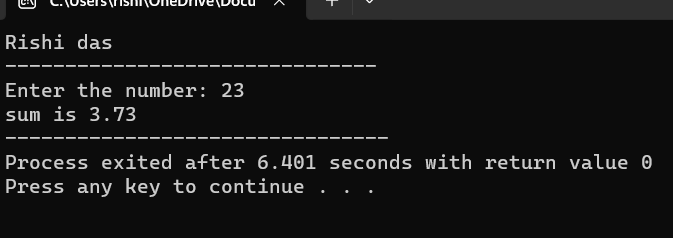 C:\Users\rishi\OneDrive\Docu
Rishi das
-------------------------------
Enter the number: 23
sum is 3.73
--------------------------------
Process exited after 6.401 seconds with return value 0
Press any key to continue . . .